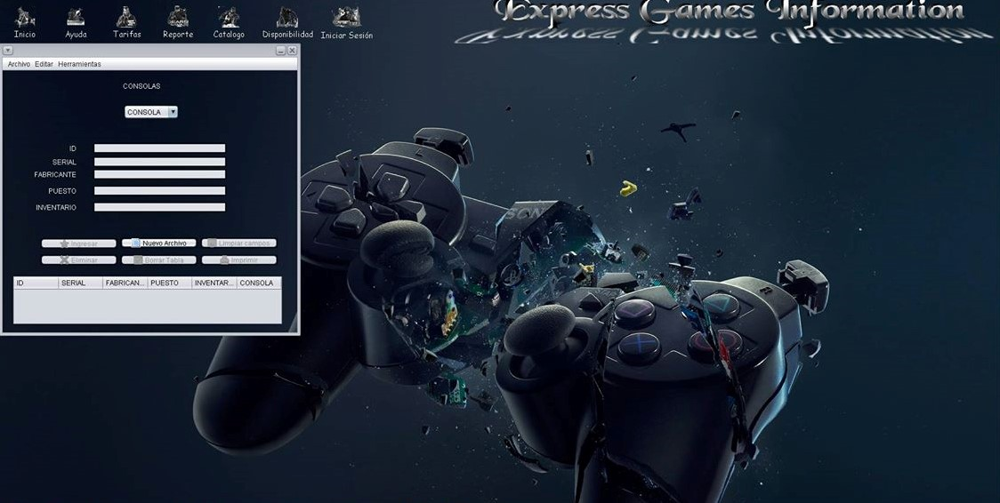 Express Games Information
Inicio Ayuda Tarifas Reporte Catalogo Disponibilidad Iniciar Sesión
Archivo Editar Herramientas
CONSOLAS
CONSOLA
ID
SERIAL
FABRICANTE
PUESTO
INVENTARIO
Ingresar Nuevo Archivo Limpiar campos
Eliminar Borrar Tabla Imprimir
ID SERIAL FABRICAN... PUESTO INVENTAR... CONSOLA
SONY